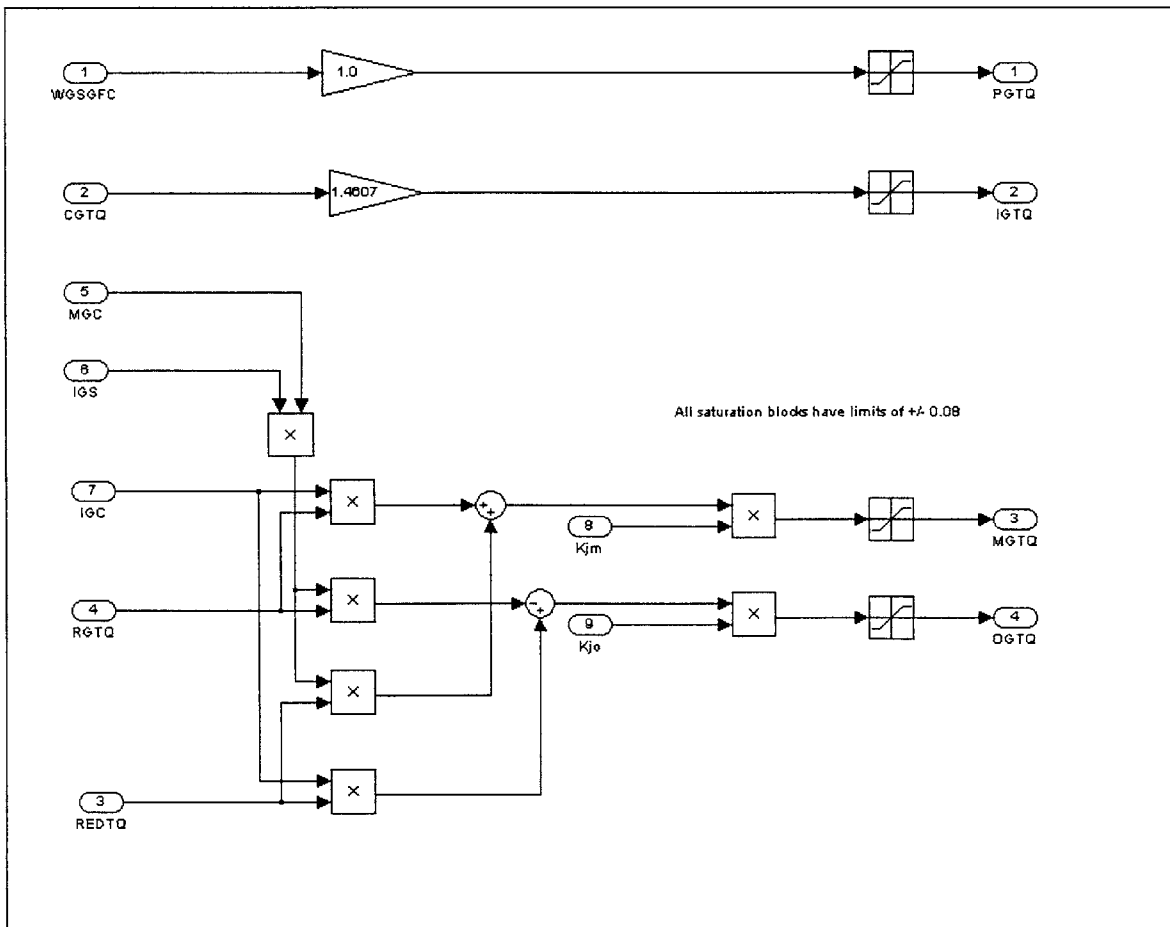 1
1.0
1
WGSGFC
PGTQ
2
1.4607
2
CGTQ
IGTQ
5
MGC
6
IGS
All saturation blocks have limits of +/- 0.08
×
7
IGC
×
+
+
8
Kjm
×
3
MGTQ
4
RGTQ
×
-
+
9
Kjo
×
4
OGTQ
×
3
REDTQ
×